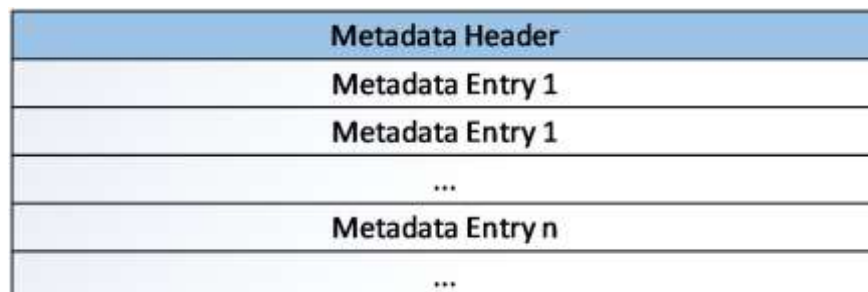 Metadata Header
Metadata Entry 1
Metadata Entry 1
...
Metadata Entry n
...